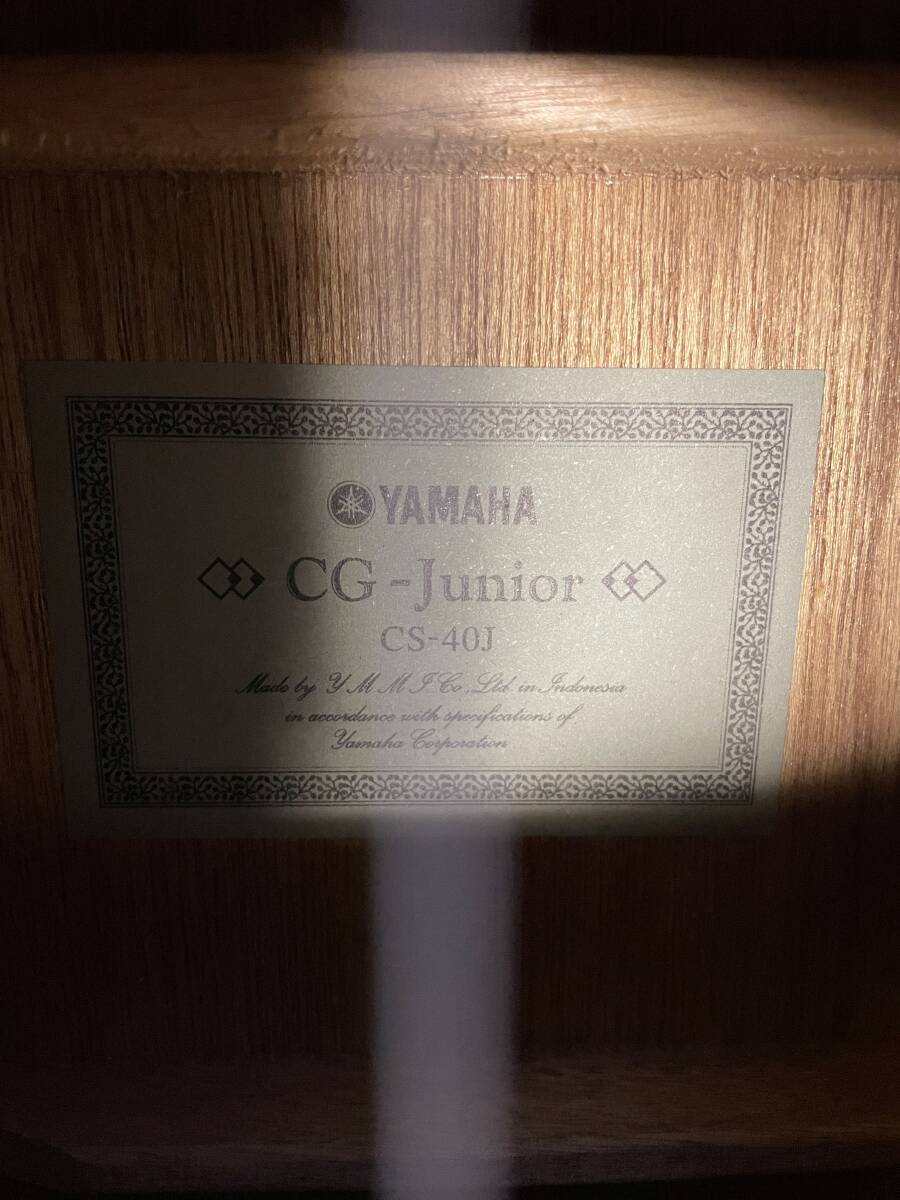 YAMAHA
CG-Junior
CS-40J
Made by Y M M I Co., Ltd in Indonesia
in accordance with specifications of
Yamaha Corporation